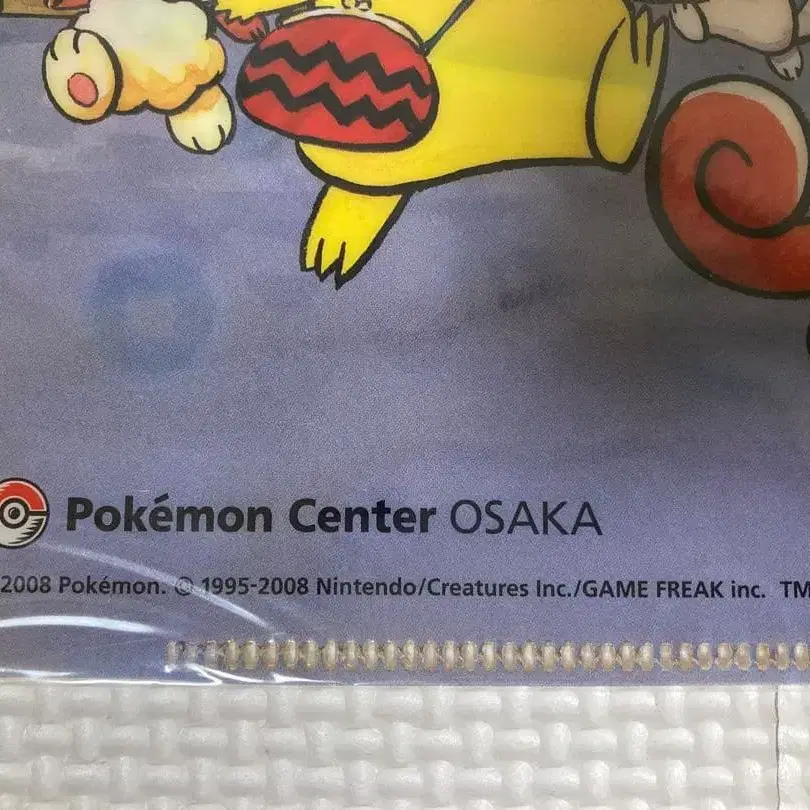 Pokémon Center OSAKA
2008 Pokémon. © 1995-2008 Nintendo/Creatures Inc./GAME FREAK inc. TM